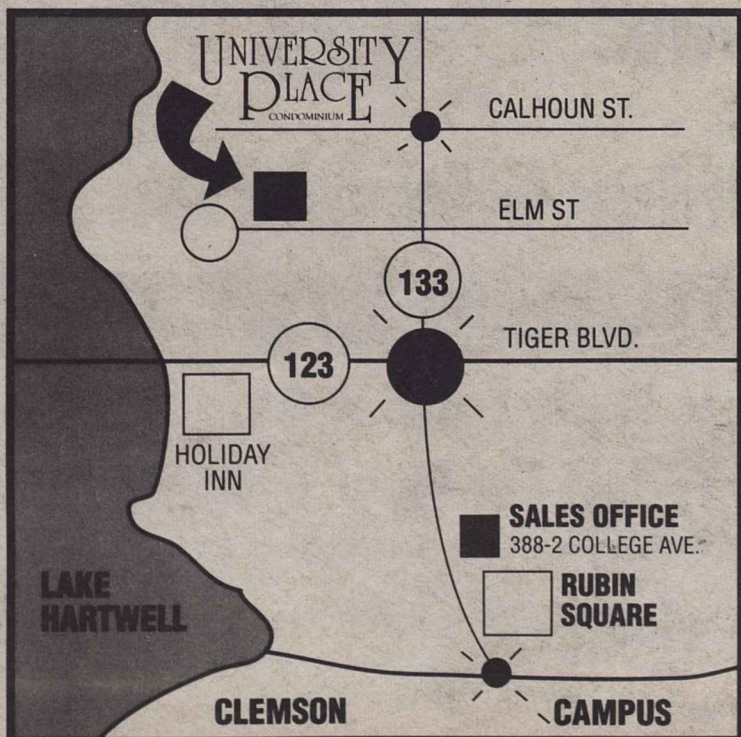 UNIVERSITY
PLACE
CONDOMINIUM
CALHOUN ST.
ELM ST
133
TIGER BLVD.
123
HOLIDAY
INN
SALES OFFICE
388-2 COLLEGE AVE.
RUBIN
SQUARE
LAKE
HARTWELL
CLEMSON CAMPUS